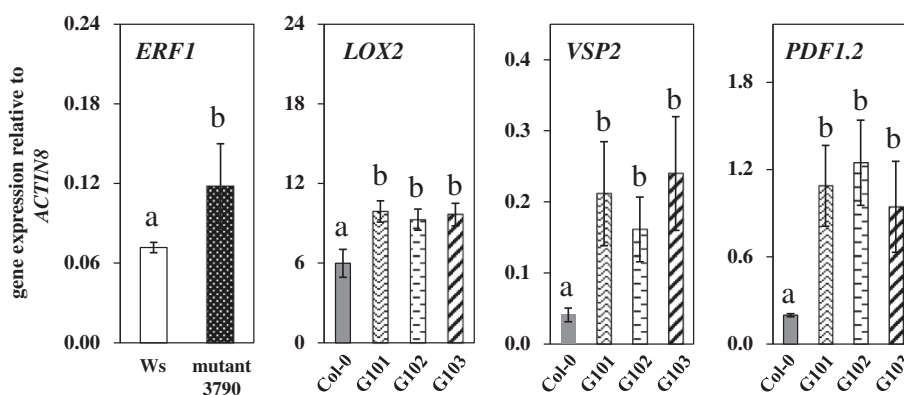 gene expression relative to
ACTIN8
ERF1
0.24
0.18
0.12
0.06
0.00
a
b
Ws
mutant
3790
LOX2
24
18
12
6
0
a
b
b
b
Col-0
G101
G102
G103
VSP2
0.4
0.3
0.2
0.1
0.0
a
b
b
b
Col-0
G101
G102
G103
PDF1.2
1.8
1.2
0.6
0.0
a
b
b
b
Col-0
G101
G102
G103